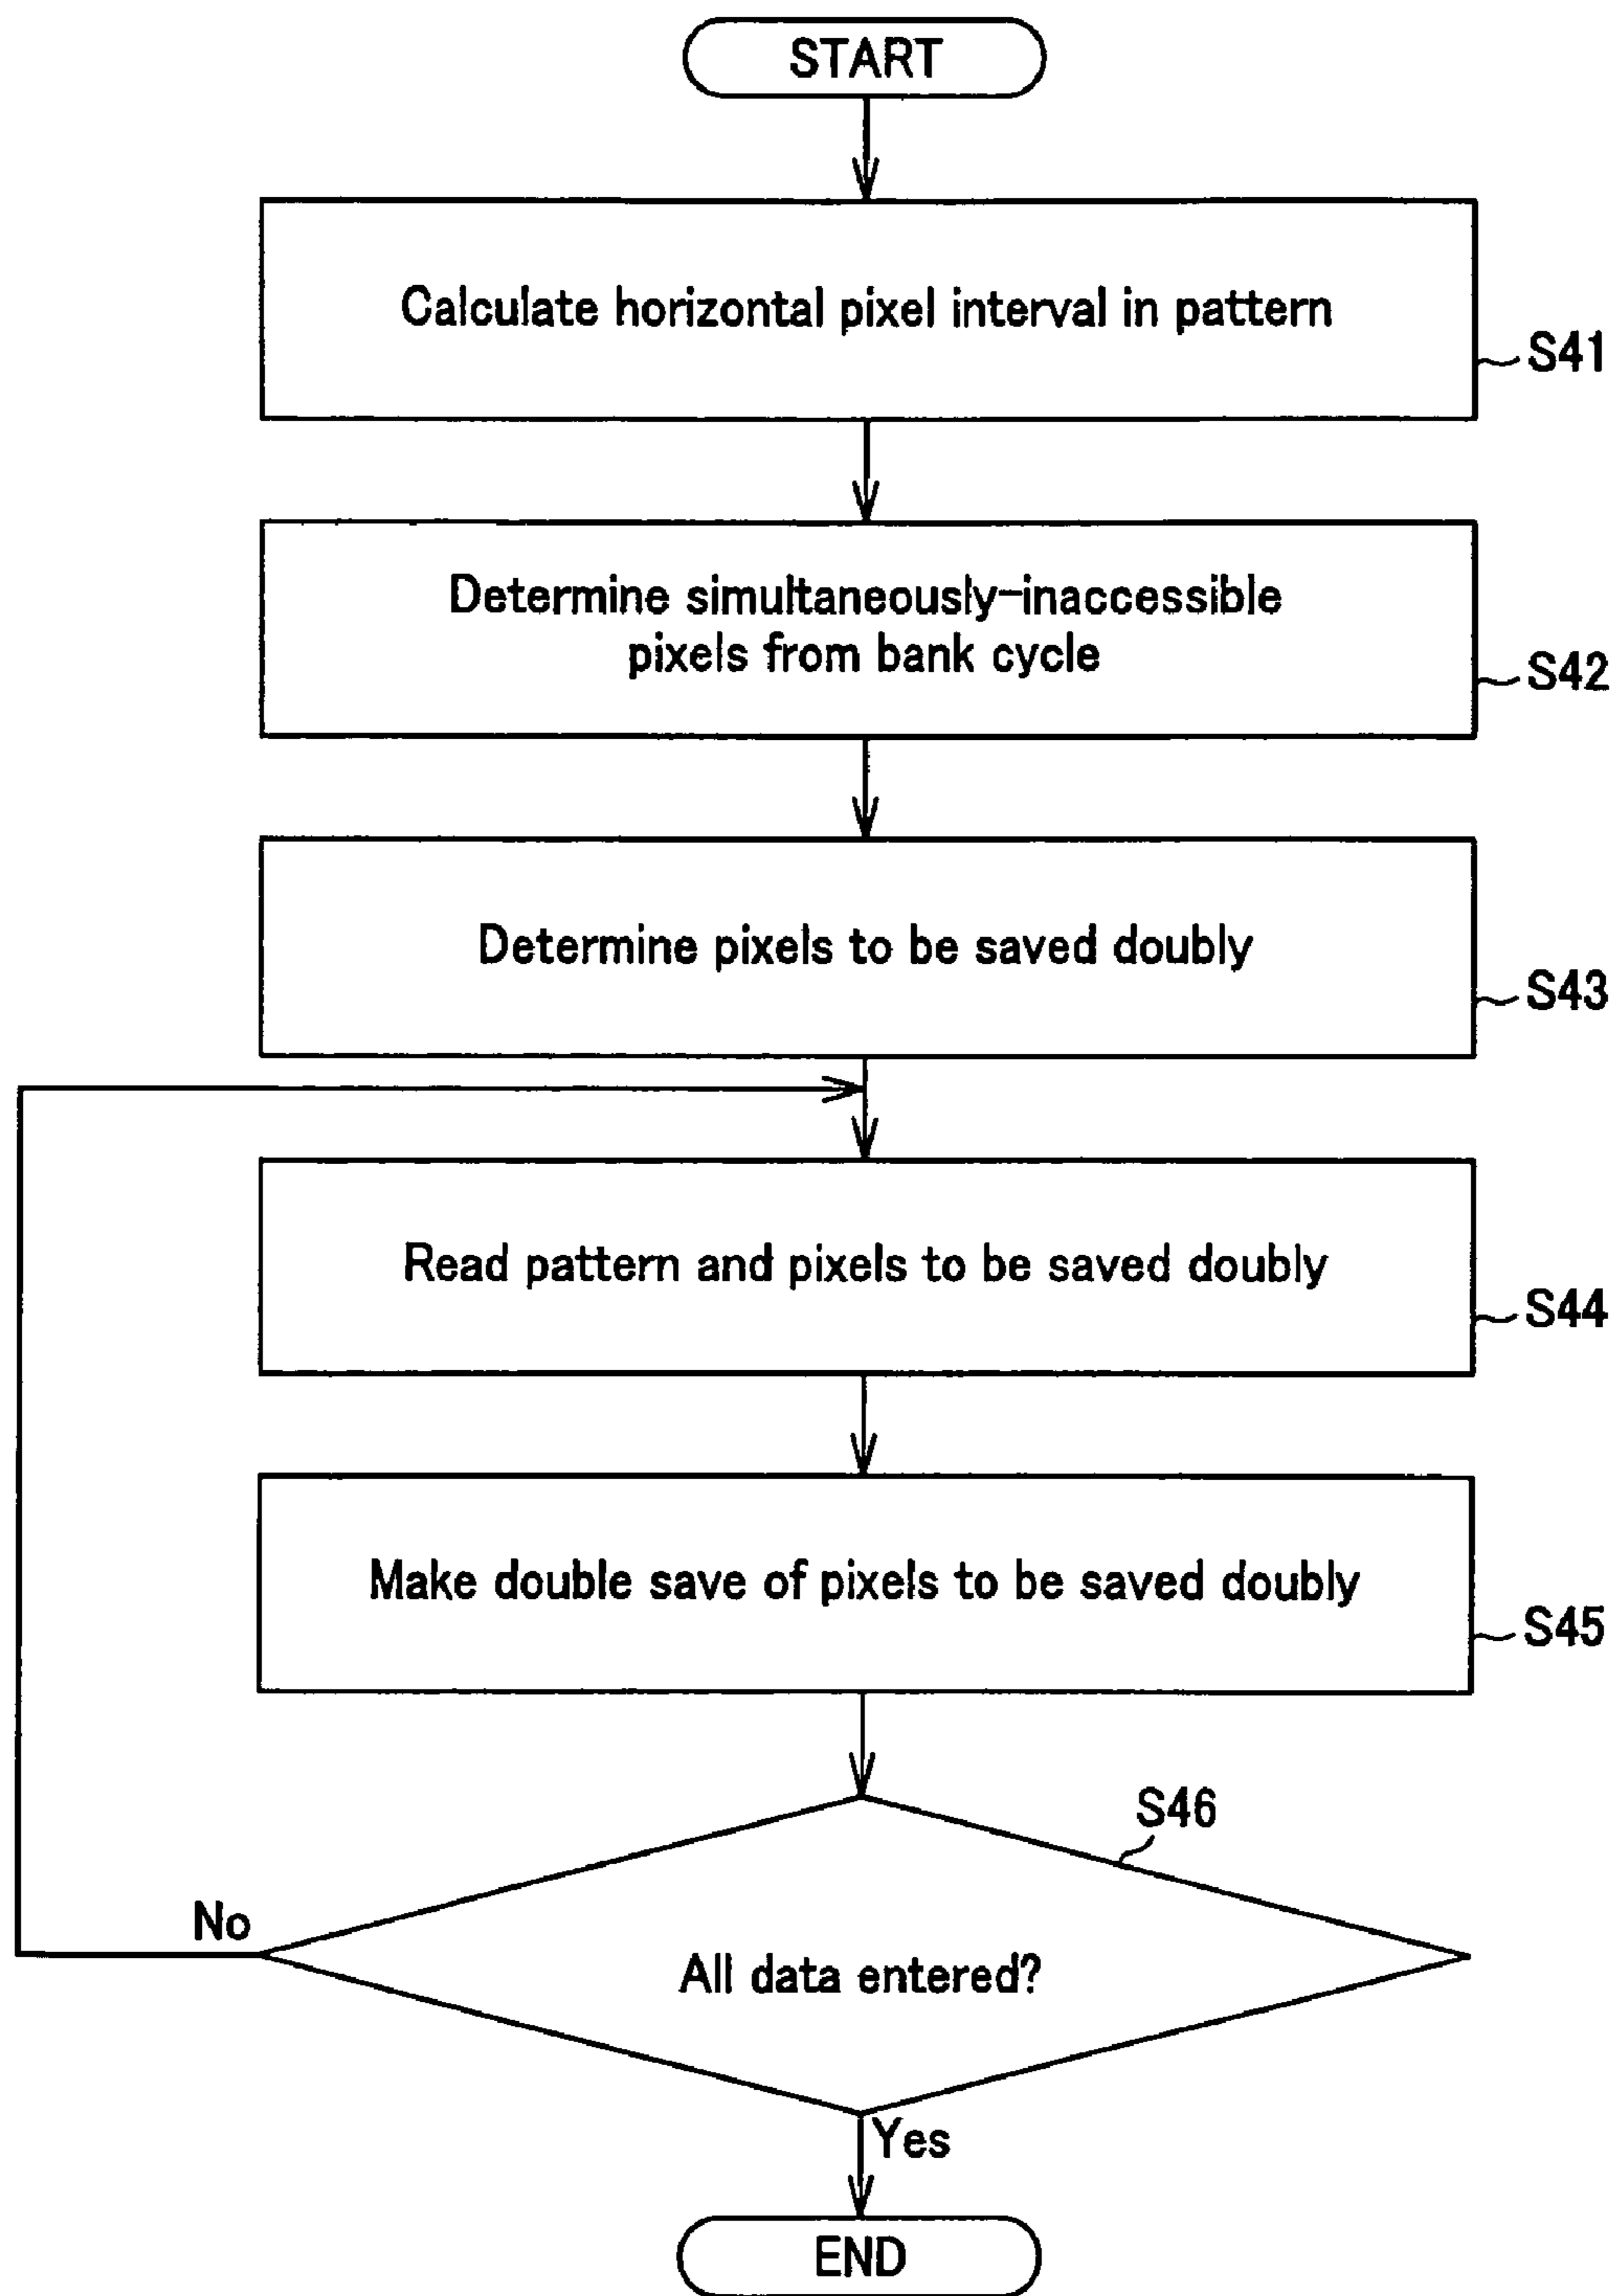 START
Calculate horizontal pixel interval in pattern
S41
Determine simultaneously-inaccessible
pixels from bank cycle
S42
Determine pixels to be saved doubly
S43
Read pattern and pixels to be saved doubly
S44
Make double save of pixels to be saved doubly
S45
S46
No
All data entered?
Yes
END